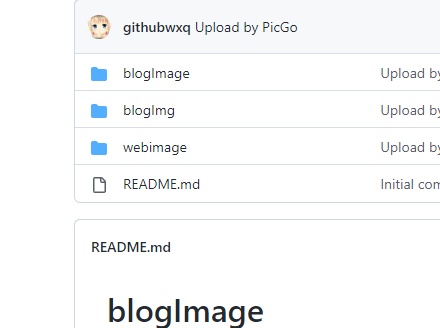 githubwxq Upload by PicGo
blogImage Upload by
blogImg Upload by
webimage Upload by
README.md Initial com
README.md
blogImage